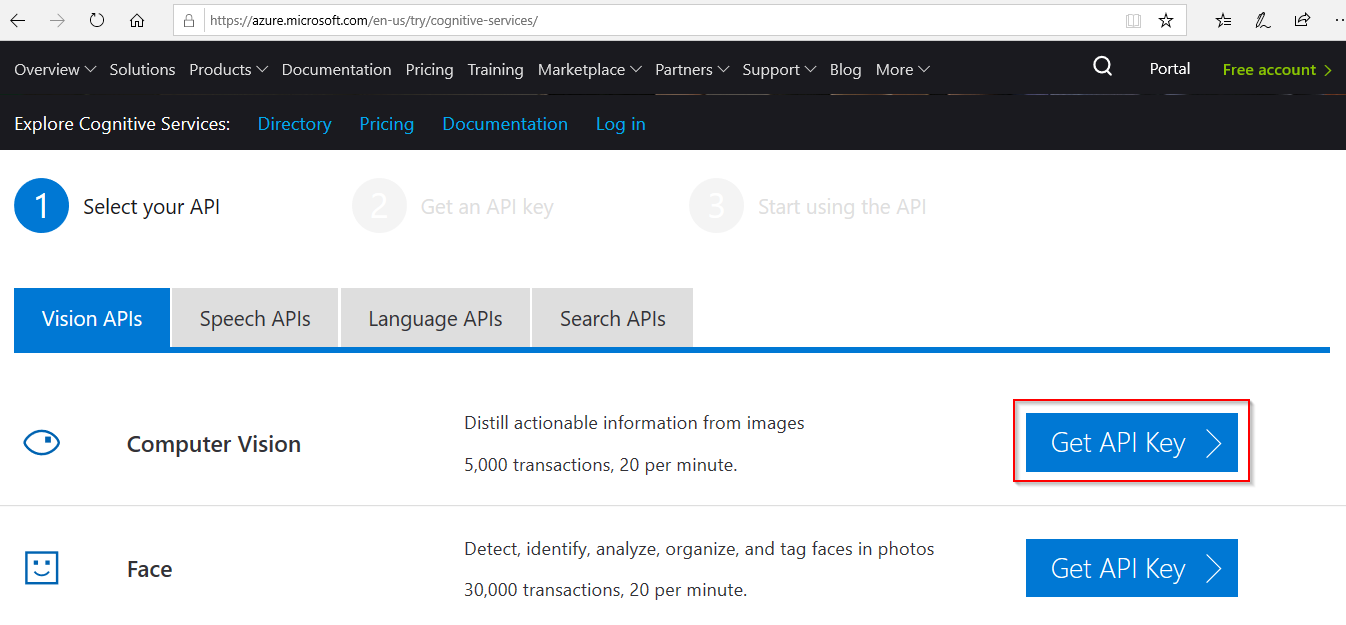 https://azure.microsoft.com/en-us/try/cognitive-services/
Overview Solutions Products Documentation Pricing Training Marketplace Partners Support Blog More Portal Free account
Explore Cognitive Services: Directory Pricing Documentation Log in
1 Select your API 2 Get an API key 3 Start using the API
Vision APIs Speech APIs Language APIs Search APIs
Distill actionable information from images
Computer Vision Get API Key
5,000 transactions, 20 per minute.
Detect, identify, analyze, organize, and tag faces in photos
Face Get API Key
30,000 transactions, 20 per minute.